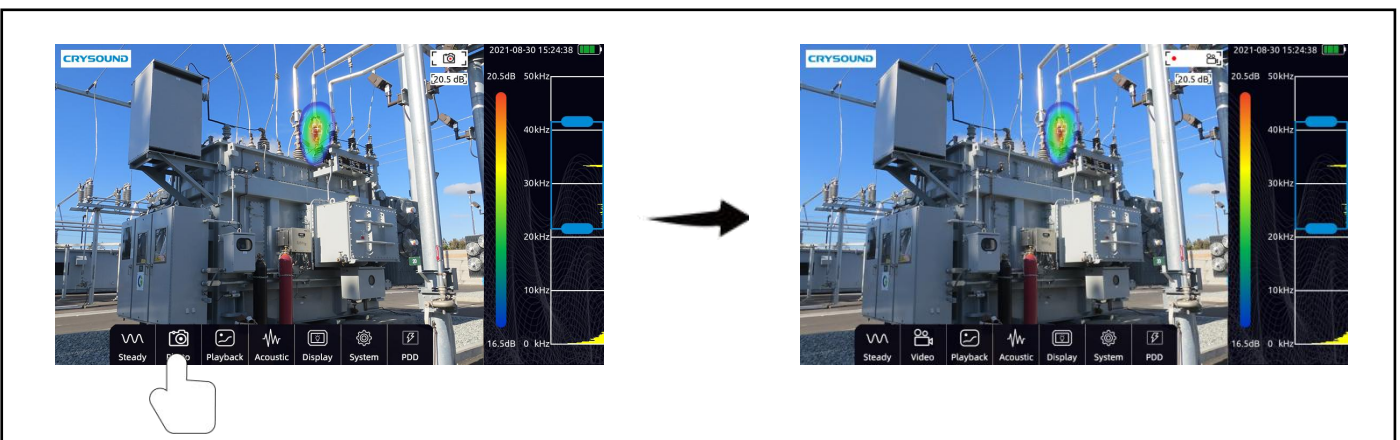 CRYSOUND
2021-08-30 15:24:38
20.5 dB
20.5dB 50kHz
40kHz
30kHz
20kHz
10kHz
16.5dB 0 kHz
Steady Playback Acoustic Display System PDD
CRYSOUND
2021-08-30 15:24:38
20.5 dB
20.5dB 50kHz
40kHz
30kHz
20kHz
10kHz
16.5dB 0 kHz
Steady Video Playback Acoustic Display System PDD